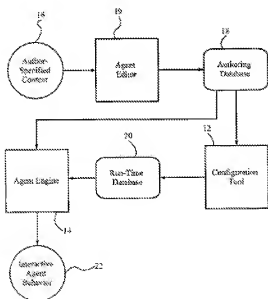 16
19
18
Author-
Specified
Content
Agent
Editor
Authoring
Database
20
12
Agent Engine
Run-Time
Database
Configuration
Tool
14
Interactive
Agent
Behavior
22